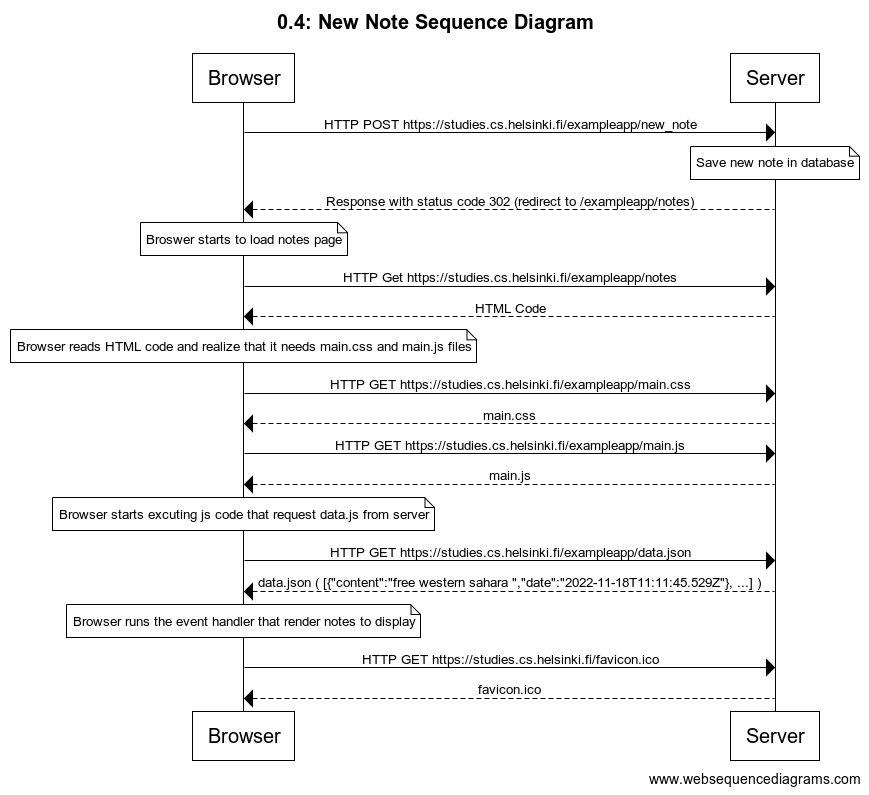 0.4: New Note Sequence Diagram
Browser
Server
HTTP POST https://studies.cs.helsinki.fi/exampleapp/new_note
Save new note in database
Response with status code 302 (redirect to /exampleapp/notes)
Broswer starts to load notes page
HTTP Get https://studies.cs.helsinki.fi/exampleapp/notes
HTML Code
Browser reads HTML code and realize that it needs main.css and main.js files
HTTP GET https://studies.cs.helsinki.fi/exampleapp/main.css
main.css
HTTP GET https://studies.cs.helsinki.fi/exampleapp/main.js
main.js
Browser starts excuting js code that request data.js from server
HTTP GET https://studies.cs.helsinki.fi/exampleapp/data.json
data.json ( [{"content":"free western sahara ","date":"2022-11-18T11:11:45.529Z"}, ...] )
Browser runs the event handler that render notes to display
HTTP GET https://studies.cs.helsinki.fi/favicon.ico
favicon.ico
Browser
Server
www.websequencediagrams.com